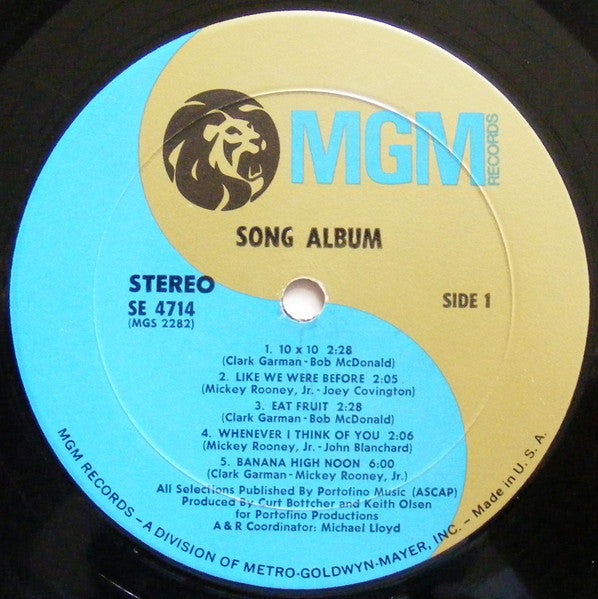 MGM
RECORDS
SONG ALBUM
STEREO
SE 4714
(MGS 2282)
SIDE 1
1. 10 x 10 2:28
(Clark Garman - Bob McDonald)
2. LIKE WE WERE BEFORE 2:05
(Mickey Rooney, Jr. - Joey Covington)
3. EAT FRUIT 2:28
(Clark Garman - Bob McDonald)
4. WHENEVER I THINK OF YOU 2:06
(Mickey Rooney, Jr. - John Blanchard)
5. BANANA HIGH NOON 6:00
(Clark Garman - Mickey Rooney, Jr.)
All Selections Published By Portofino Music (ASCAP)
Produced By Curt Bottcher and Keith Olsen
for Portofino Productions
A & R Coordinator: Michael Lloyd
MGM RECORDS – A DIVISION OF METRO-GOLDWYN-MAYER, INC. – Made in U. S. A.